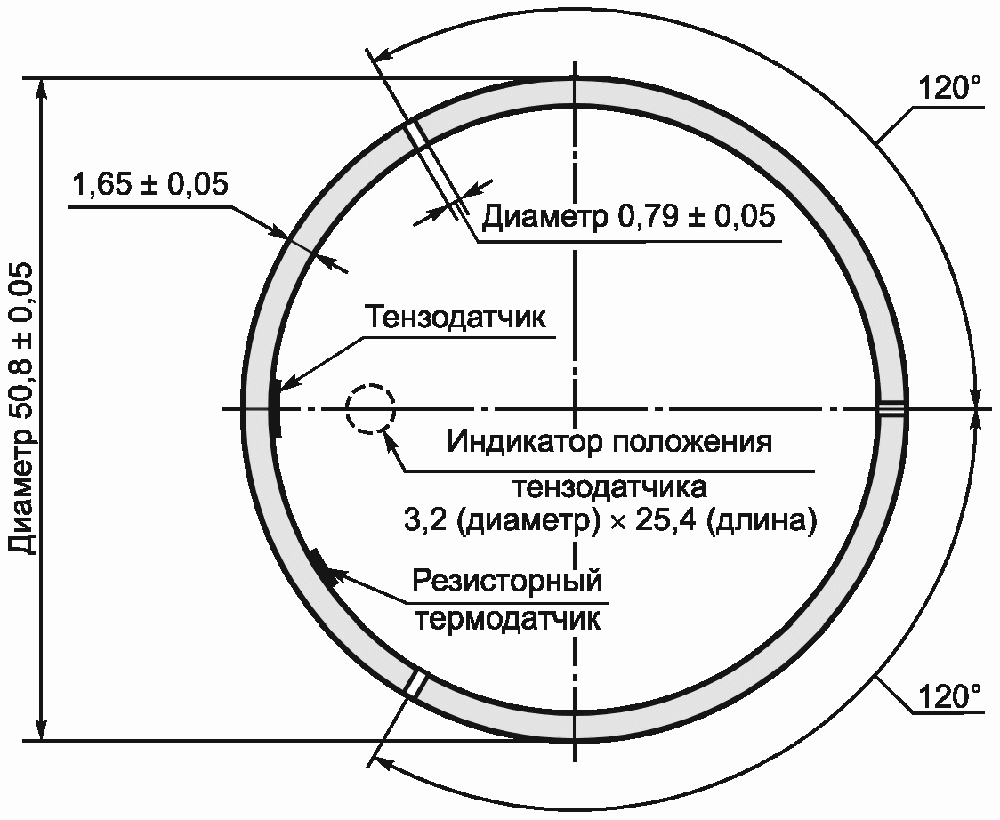 120°
1,65 ± 0,05
Диаметр 0,79 ± 0,05
Диаметр 50,8 ± 0,05
Тензодатчик
Индикатор положения
тензодатчика
3,2 (диаметр) × 25,4 (длина)
Резисторный
термодатчик
120°